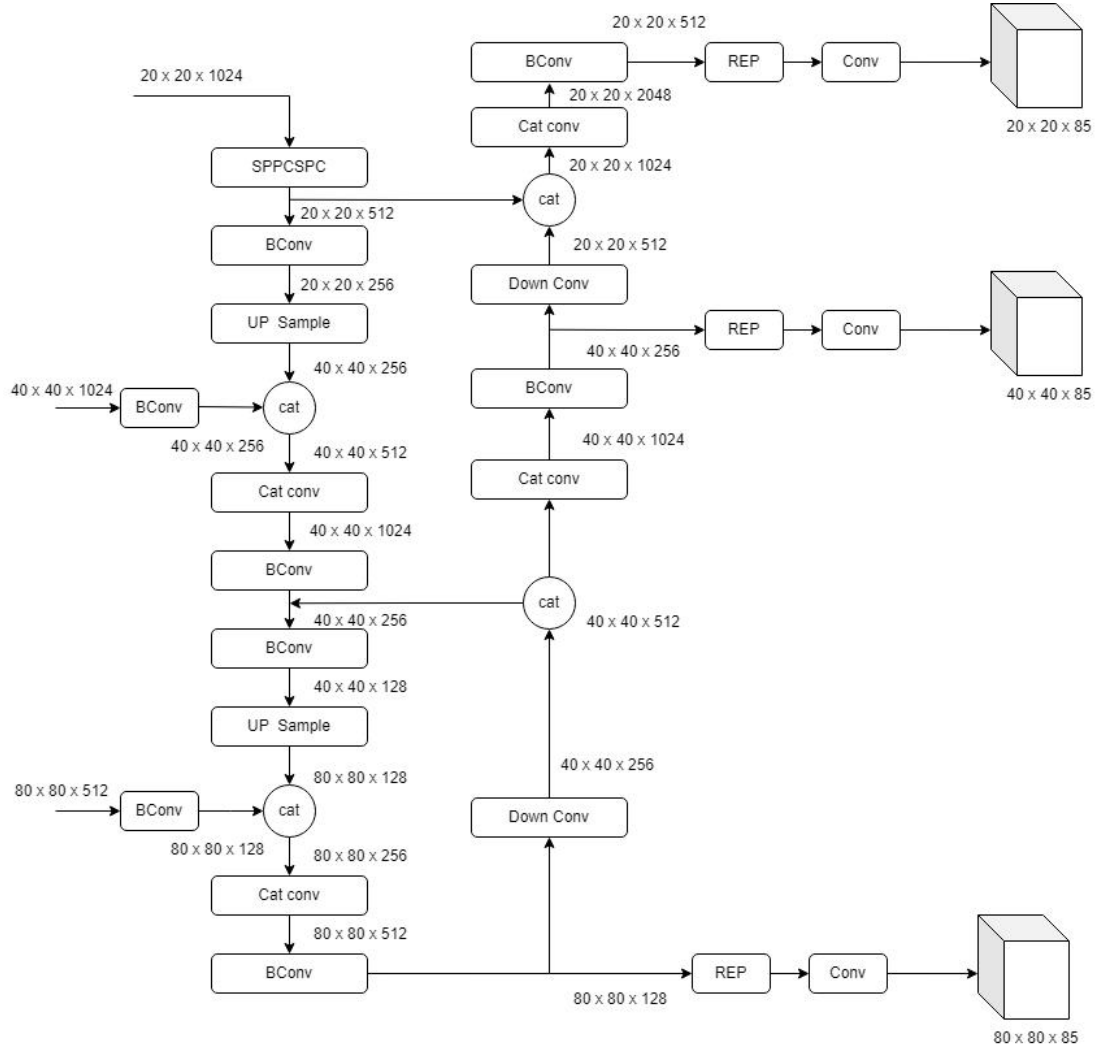 20 x 20 x 1024
SPPCSPC
20 x 20 x 512
BConv
20 x 20 x 256
UP Sample
40 x 40 x 256
40 x 40 x 1024
BConv
cat
40 x 40 x 256
40 x 40 x 512
Cat conv
40 x 40 x 1024
BConv
40 x 40 x 256
BConv
40 x 40 x 128
UP Sample
80 x 80 x 128
80 x 80 x 512
BConv
cat
80 x 80 x 128
80 x 80 x 256
Cat conv
80 x 80 x 512
BConv
80 x 80 x 128
REP
Conv
80 x 80 x 85
Down Conv
40 x 40 x 256
cat
40 x 40 x 512
Cat conv
40 x 40 x 1024
BConv
40 x 40 x 256
REP
Conv
40 x 40 x 85
Down Conv
20 x 20 x 512
cat
20 x 20 x 1024
Cat conv
20 x 20 x 2048
BConv
20 x 20 x 512
REP
Conv
20 x 20 x 85